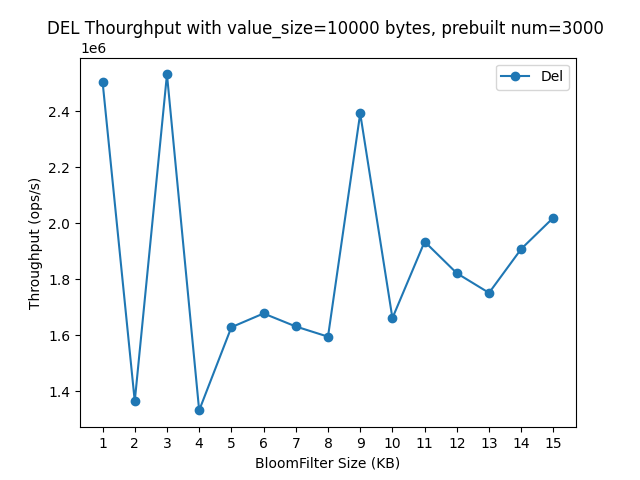 DEL Thourghput with value_size=10000 bytes, prebuilt num=3000
1e6
Del
2.4
2.2
2.0
1.8
1.6
1.4
Throughput (ops/s)
1 2 3 4 5 6 7 8 9 10 11 12 13 14 15
BloomFilter Size (KB)